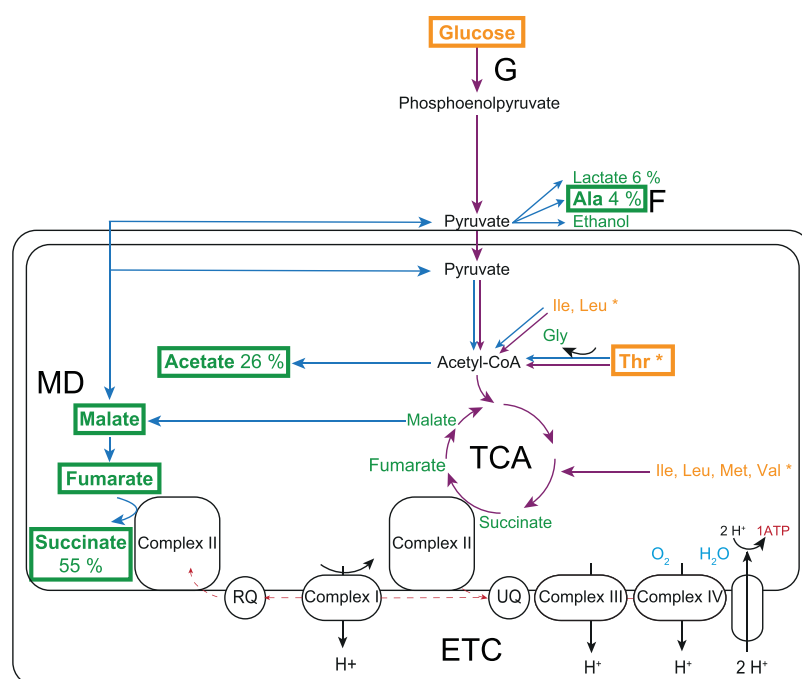 Glucose
G
Phosphoenolpyruvate
Lactate 6 %
Ala 4 %
F
Pyruvate
Ethanol
Pyruvate
Ile, Leu *
Gly
Acetate 26 %
Acetyl-CoA
Thr *
MD
Malate
Malate
TCA
Fumarate
Fumarate
Ile, Leu, Met, Val *
Succinate
Succinate
55 %
Complex II
Complex II
2 H⁺
1ATP
O₂
H₂O
RQ
Complex I
UQ
Complex III
Complex IV
ETC
H+
H⁺
H⁺
2 H⁺